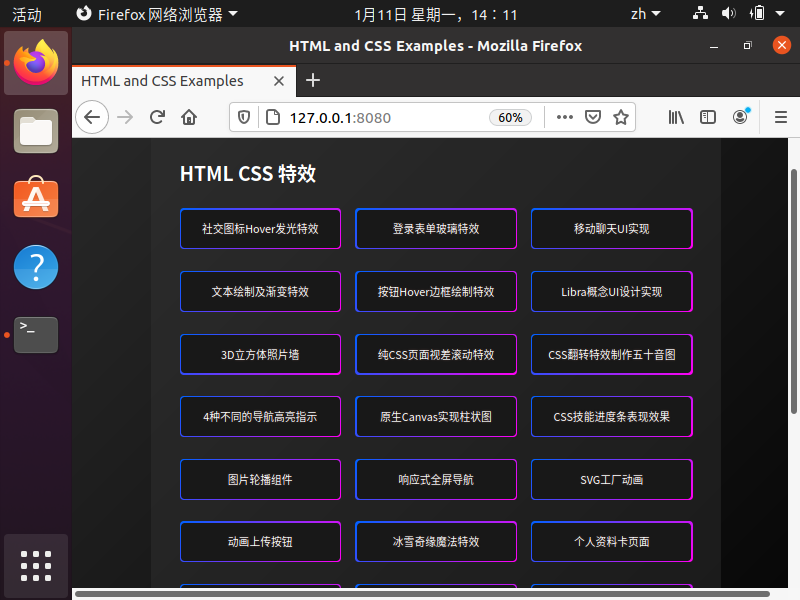 活动
Firefox 网络浏览器
1月11日 星期一，14：11
zh
HTML and CSS Examples - Mozilla Firefox
HTML and CSS Examples
127.0.0.1:8080
60%
HTML CSS 特效
社交图标Hover发光特效
登录表单玻璃特效
移动聊天UI实现
文本绘制及渐变特效
按钮Hover边框绘制特效
Libra概念UI设计实现
3D立方体照片墙
纯CSS页面视差滚动特效
CSS翻转特效制作五十音图
4种不同的导航高亮指示
原生Canvas实现柱状图
CSS技能进度条表现效果
图片轮播组件
响应式全屏导航
SVG工厂动画
动画上传按钮
冰雪奇缘魔法特效
个人资料卡页面